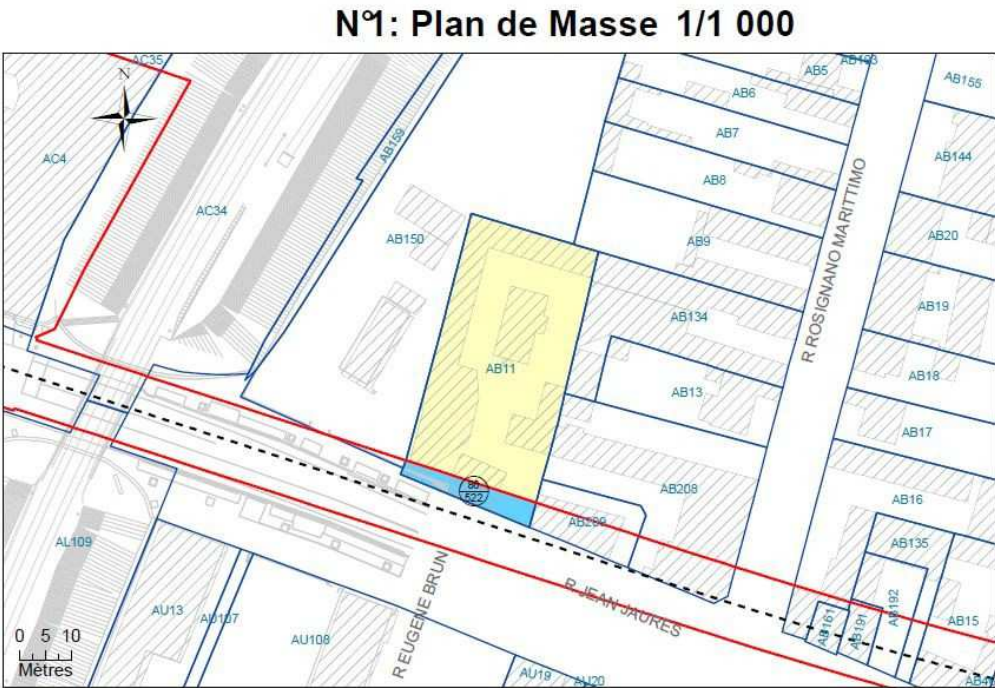 N°1: Plan de Masse 1/1 000
AC35
N
AC4
AC34
AB159
AB150
AB5
AB193
AB6
AB155
AB7
AB144
AB8
R ROSIGNANO MARITTIMO
AB20
AB9
AB19
AB134
AB11
AB13
AB18
AB17
AB208
AB16
86
522
AB209
AB135
AL109
AU13
AU107
R EUGENE BRUN
R JEAN JAURES
AB161
AB191
AB192
AB15
AU108
AU19
AU20
0 5 10
Mètres